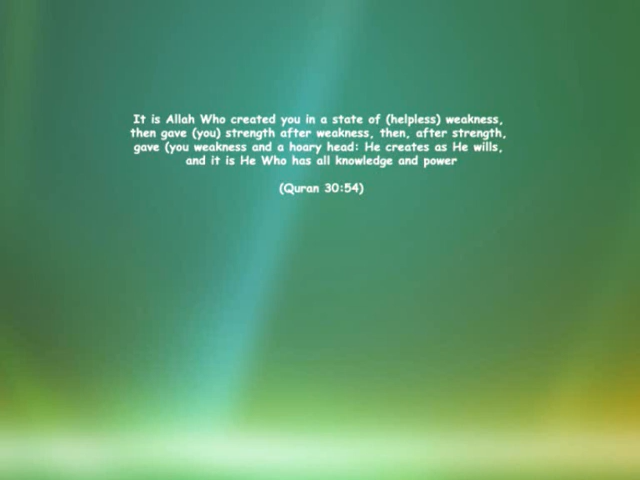 It is Allah Who created you in a state of (helpless) weakness,
then gave (you) strength after weakness, then, after strength,
gave (you weakness and a hoary head: He creates as He wills,
and it is He Who has all knowledge and power
(Quran 30:54)